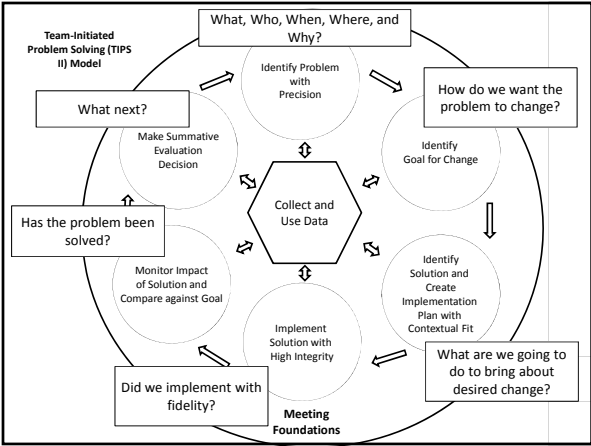 Team-Initiated
Problem Solving (TIPS
II) Model
What, Who, When, Where, and
Why?
Identify Problem
with
Precision
How do we want the
problem to change?
Identify
Goal for Change
Identify
Solution and
Create
Implementation
Plan with
Contextual Fit
What are we going to
do to bring about
desired change?
Implement
Solution with
High Integrity
Did we implement with
fidelity?
Monitor Impact
of Solution and
Compare against Goal
Has the problem been
solved?
Make Summative
Evaluation
Decision
What next?
Collect and
Use Data
Meeting
Foundations